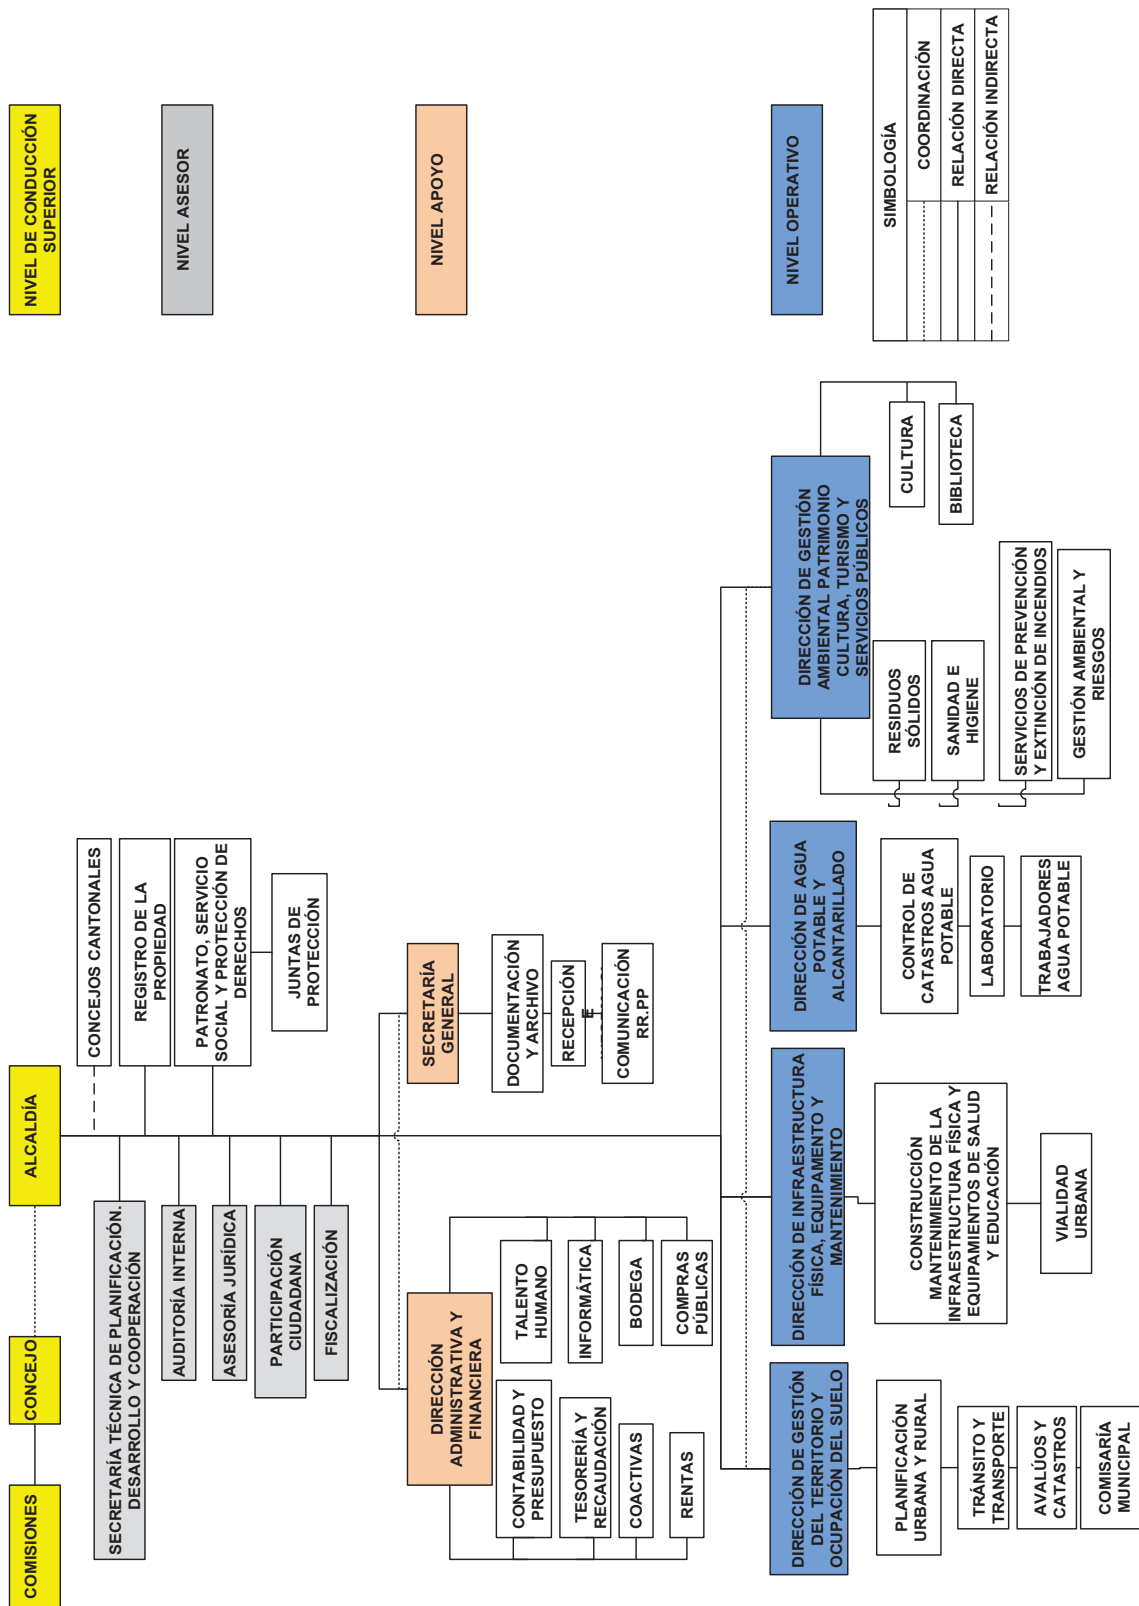 COMISIONES
CONCEJO
ALCALDÍA
NIVEL DE CONDUCCIÓN
SUPERIOR
CONCEJOS CANTONALES
SECRETARÍA TÉCNICA DE PLANIFICACIÓN.
DESARROLLO Y COOPERACIÓN
REGISTRO DE LA
PROPIEDAD
NIVEL ASESOR
AUDITORÍA INTERNA
PATRONATO, SERVICIO
SOCIAL Y PROTECCIÓN DE
DERECHOS
ASESORÍA JURÍDICA
PARTICIPACIÓN
CIUDADANA
JUNTAS DE
PROTECCIÓN
FISCALIZACIÓN
DIRECCIÓN
ADMINISTRATIVA Y
FINANCIERA
SECRETARÍA
GENERAL
NIVEL APOYO
CONTABILIDAD Y
PRESUPUESTO
TALENTO
HUMANO
DOCUMENTACIÓN
Y ARCHIVO
TESORERÍA Y
RECAUDACIÓN
INFORMÁTICA
RECEPCIÓN
E
COACTIVAS
BODEGA
COMUNICACIÓN
RR.PP
RENTAS
COMPRAS
PÚBLICAS
DIRECCIÓN DE GESTIÓN
DEL TERRITORIO Y
OCUPACIÓN DEL SUELO
DIRECCIÓN DE INFRAESTRUCTURA
FÍSICA, EQUIPAMENTO Y
MANTENIMIENTO
DIRECCIÓN DE AGUA
POTABLE Y
ALCANTARILLADO
DIRECCIÓN DE GESTIÓN
AMBIENTAL PATRIMONIO
CULTURA, TURISMO Y
SERVICIOS PÚBLICOS
NIVEL OPERATIVO
PLANIFICACIÓN
URBANA Y RURAL
TRÁNSITO Y
TRANSPORTE
AVALÚOS Y
CATASTROS
COMISARÍA
MUNICIPAL
CONSTRUCCIÓN
MANTENIMIENTO DE LA
INFRAESTRUCTURA FÍSICA Y
EQUIPAMIENTOS DE SALUD
Y EDUCACIÓN
VIALIDAD
URBANA
CONTROL DE
CATASTROS AGUA
POTABLE
LABORATORIO
TRABAJADORES
AGUA POTABLE
RESIDUOS
SÓLIDOS
SANIDAD E
HIGIENE
SERVICIOS DE PREVENCIÓN
Y EXTINCIÓN DE INCENDIOS
GESTIÓN AMBIENTAL Y
RIESGOS
CULTURA
BIBLIOTECA
SIMBOLOGÍA
COORDINACIÓN
RELACIÓN DIRECTA
RELACIÓN INDIRECTA